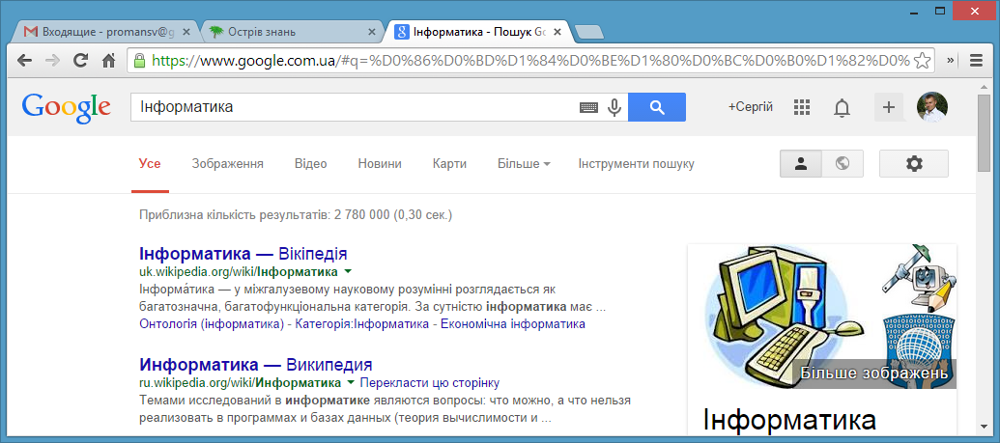 Входящие - promansv@g
Острів знань
Інформатика - Пошук Go
https://www.google.com.ua/#q=%D0%86%D0%BD%D1%84%D0%BE%D1%80%D0%BC%D0%B0%D1%82%D0%
»
Google
Інформатика
+Сергій
Усе
Зображення
Відео
Новини
Карти
Більше
Інструменти пошуку
Приблизна кількість результатів: 2 780 000 (0,30 сек.)
Інформатика — Вікіпедія
uk.wikipedia.org/wiki/Інформатика
Інформа́тика — у міжгалузевому науковому розумінні розглядається як
багатозначна, багатофункціональна категорія. За сутністю інформатика має ...
Онтологія (інформатика) - Категорія:Інформатика - Економічна інформатика
Информатика — Википедия
ru.wikipedia.org/wiki/Информатика Перекласти цю сторінку
Темами исследований в информатике являются вопросы: что можно, а что нельзя
реализовать в программах и базах данных (теория вычислимости и ...
Більше зображень
Інформатика